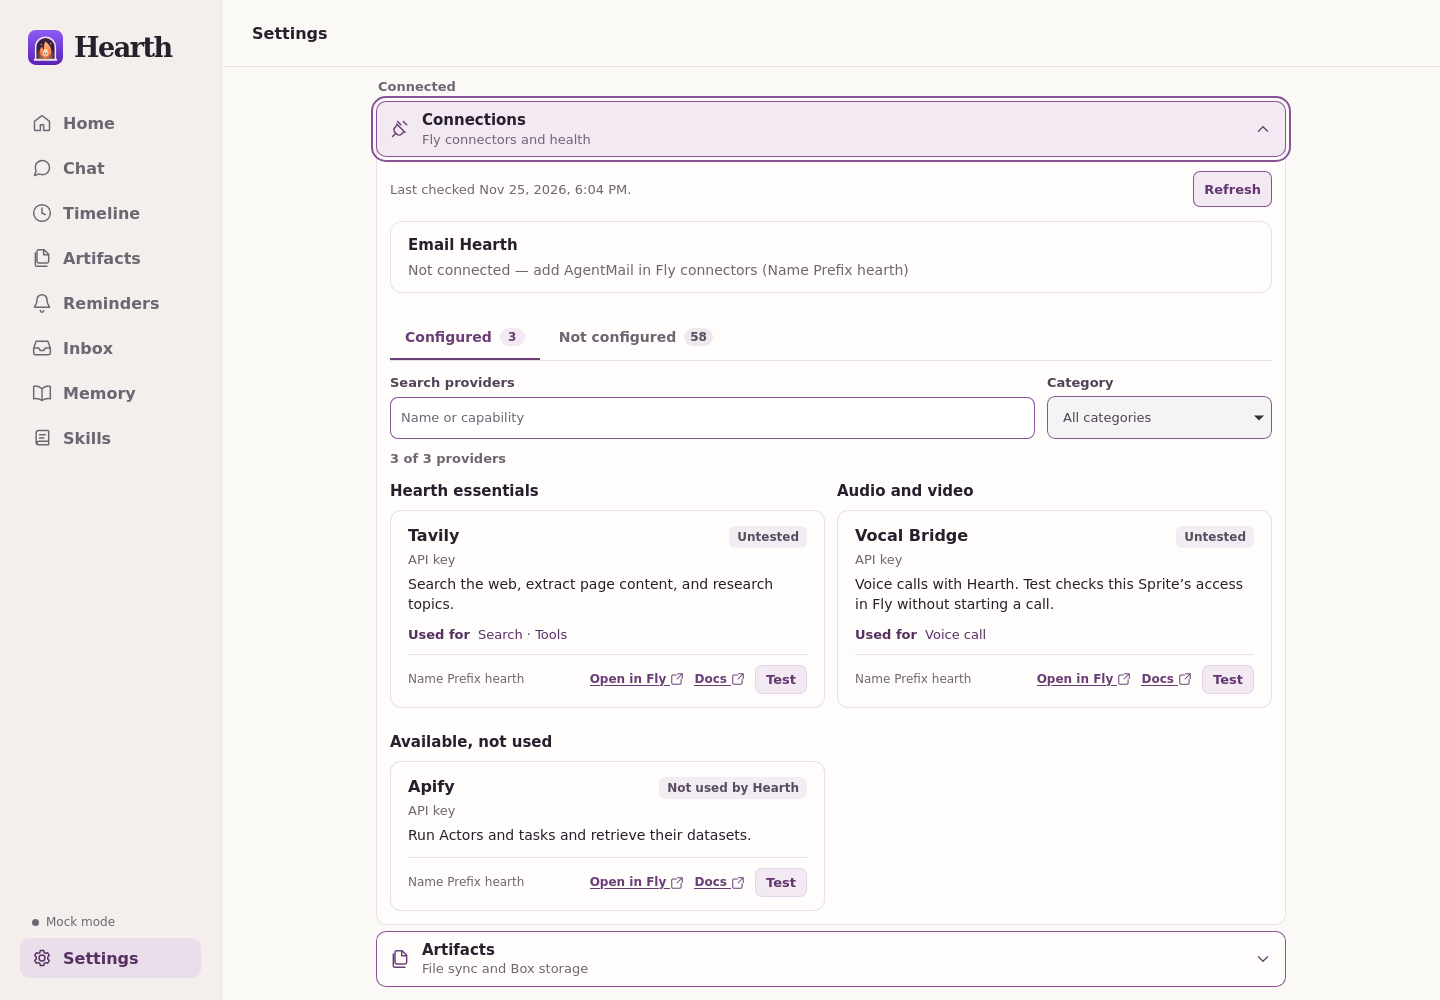 Hearth
Home
Chat
Timeline
Artifacts
Reminders
Inbox
Memory
Skills
Mock mode
Settings
Settings
Connected
Connections
Fly connectors and health
Last checked Nov 25, 2026, 6:04 PM.
Refresh
Email Hearth
Not connected — add AgentMail in Fly connectors (Name Prefix hearth)
Configured 3
Not configured 58
Search providers
Category
Name or capability
All categories
3 of 3 providers
Hearth essentials
Tavily
Untested
API key
Search the web, extract page content, and research
topics.
Used for Search · Tools
Name Prefix hearth
Open in Fly
Docs
Test
Audio and video
Vocal Bridge
Untested
API key
Voice calls with Hearth. Test checks this Sprite’s access
in Fly without starting a call.
Used for Voice call
Name Prefix hearth
Open in Fly
Docs
Test
Available, not used
Apify
Not used by Hearth
API key
Run Actors and tasks and retrieve their datasets.
Name Prefix hearth
Open in Fly
Docs
Test
Artifacts
File sync and Box storage